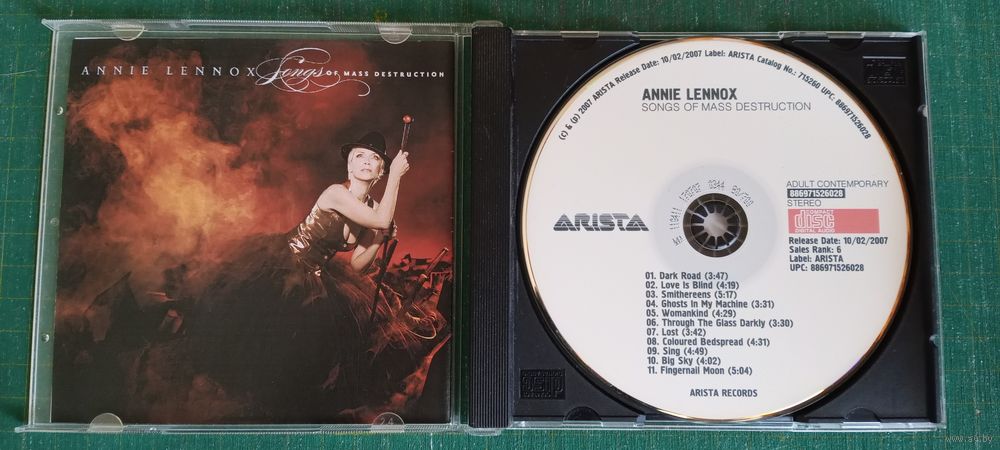 ANNIE LENNOX Songs OF MASS DESTRUCTION
(c) & (p) 2007 ARISTA Release Date: 10/02/2007 Label: ARISTA Catalog No.: 715260 UPC: 886971526028
ANNIE LENNOX
SONGS OF MASS DESTRUCTION
ARISTA
ADULT CONTEMPORARY
886971526028
STEREO
COMPACT
disc
DIGITAL AUDIO
Release Date: 10/02/2007
Sales Rank: 6
Label: ARISTA
UPC: 886971526028
01. Dark Road (3:47)
02. Love Is Blind (4:19)
03. Smithereens (5:17)
04. Ghosts In My Machine (3:31)
05. Womankind (4:29)
06. Through The Glass Darkly (3:30)
07. Lost (3:42)
08. Coloured Bedspread (4:31)
09. Sing (4:49)
10. Big Sky (4:02)
11. Fingernail Moon (5:04)
ARISTA RECORDS